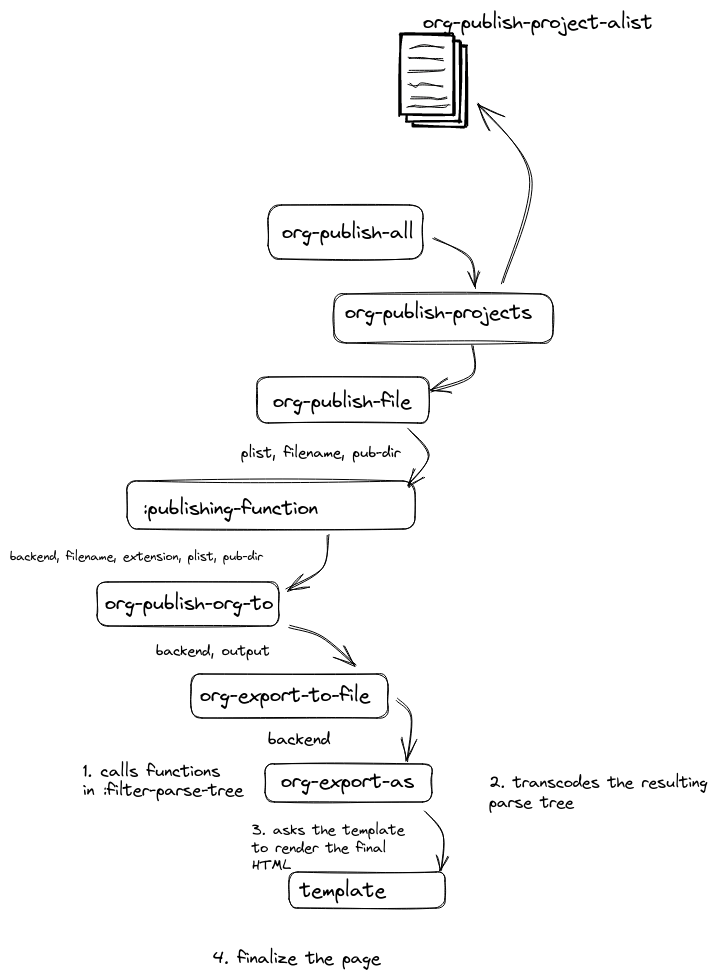 org-publish-project-alist
org-publish-all
org-publish-projects
org-publish-file
plist, filename, pub-dir
:publishing-function
backend, filename, extension, plist, pub-dir
org-publish-org-to
backend, output
org-export-to-file
backend
1. calls functions
in :filter-parse-tree
org-export-as
2. transcodes the resulting
parse tree
3. asks the template
to render the final
HTML
template
4. finalize the page